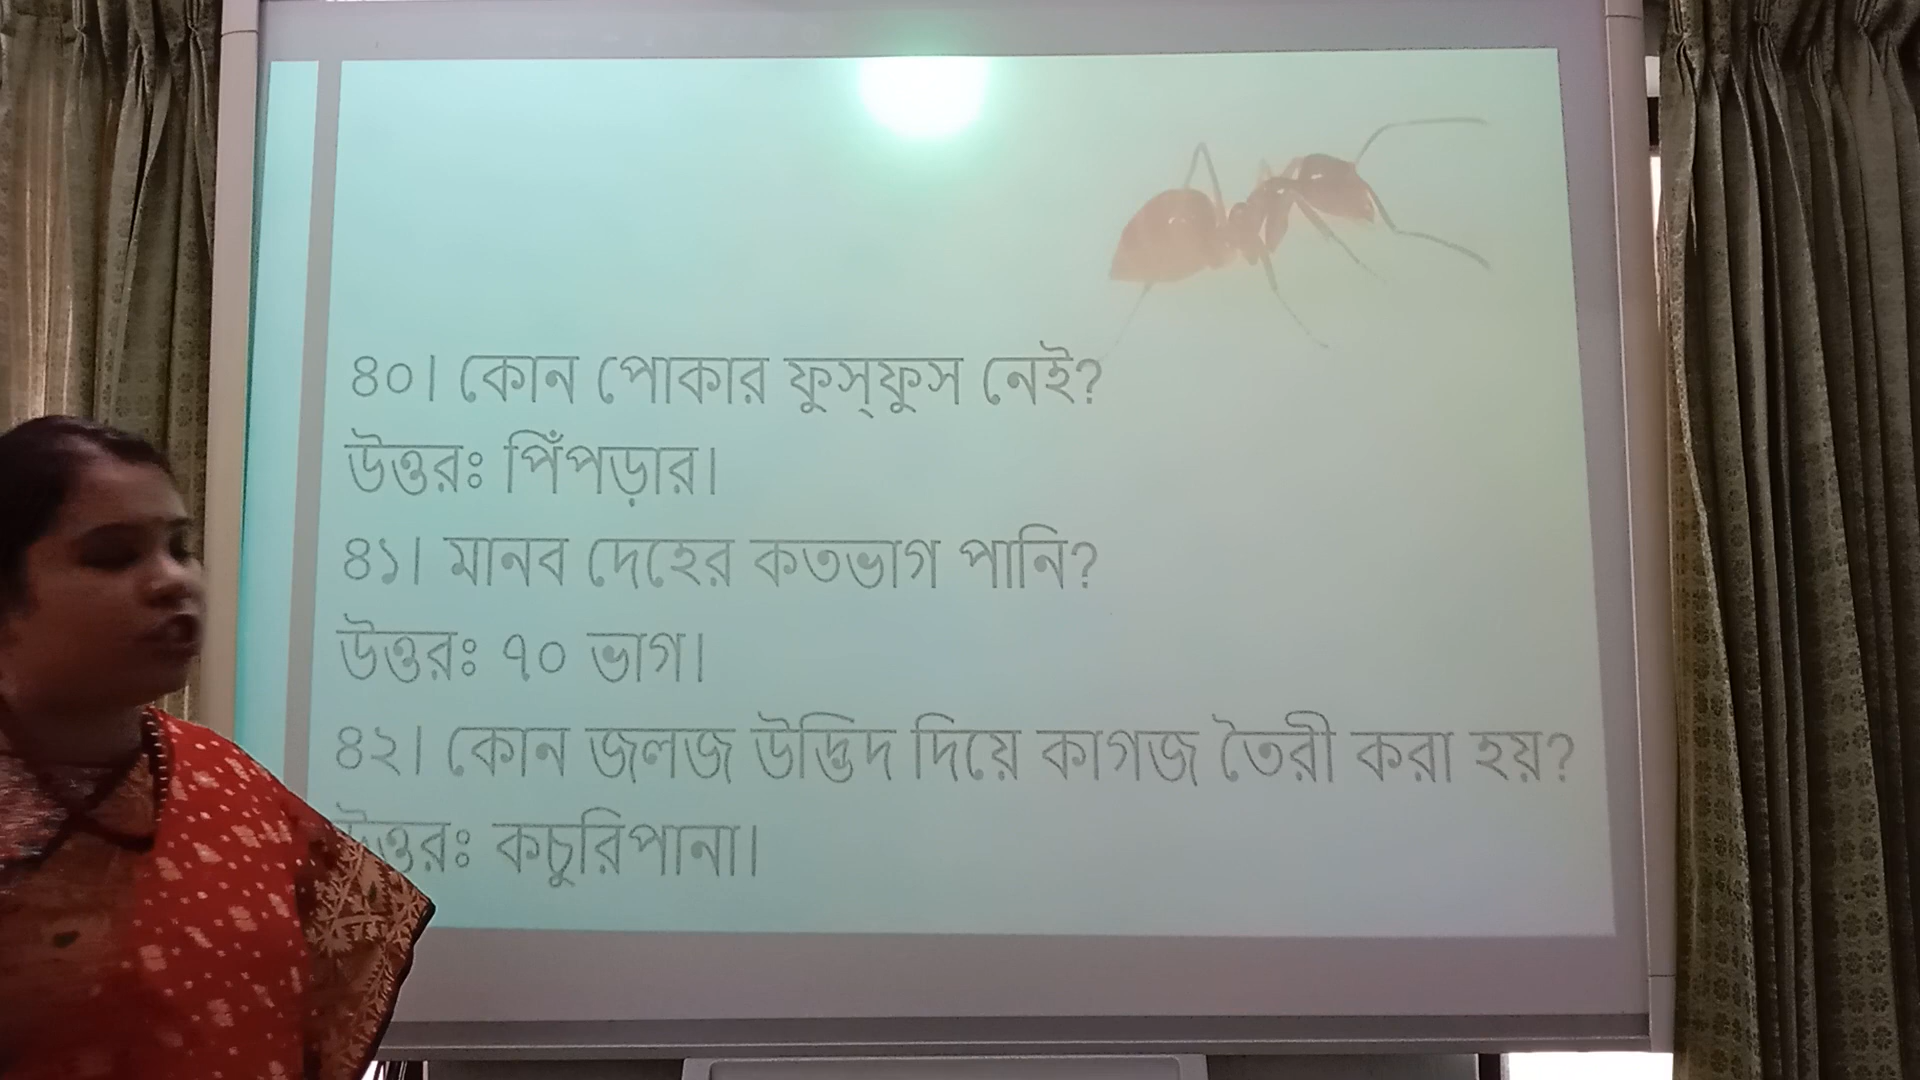 ৪০। কোন পোকার ফুস্‌ফুস নেই?
উত্তরঃ পিঁপড়ার।
৪১। মানব দেহের কতভাগ পানি?
উত্তরঃ ৭০ ভাগ।
৪২। কোন জলজ উদ্ভিদ দিয়ে কাগজ তৈরী করা হয়?
উত্তরঃ কচুরিপানা।